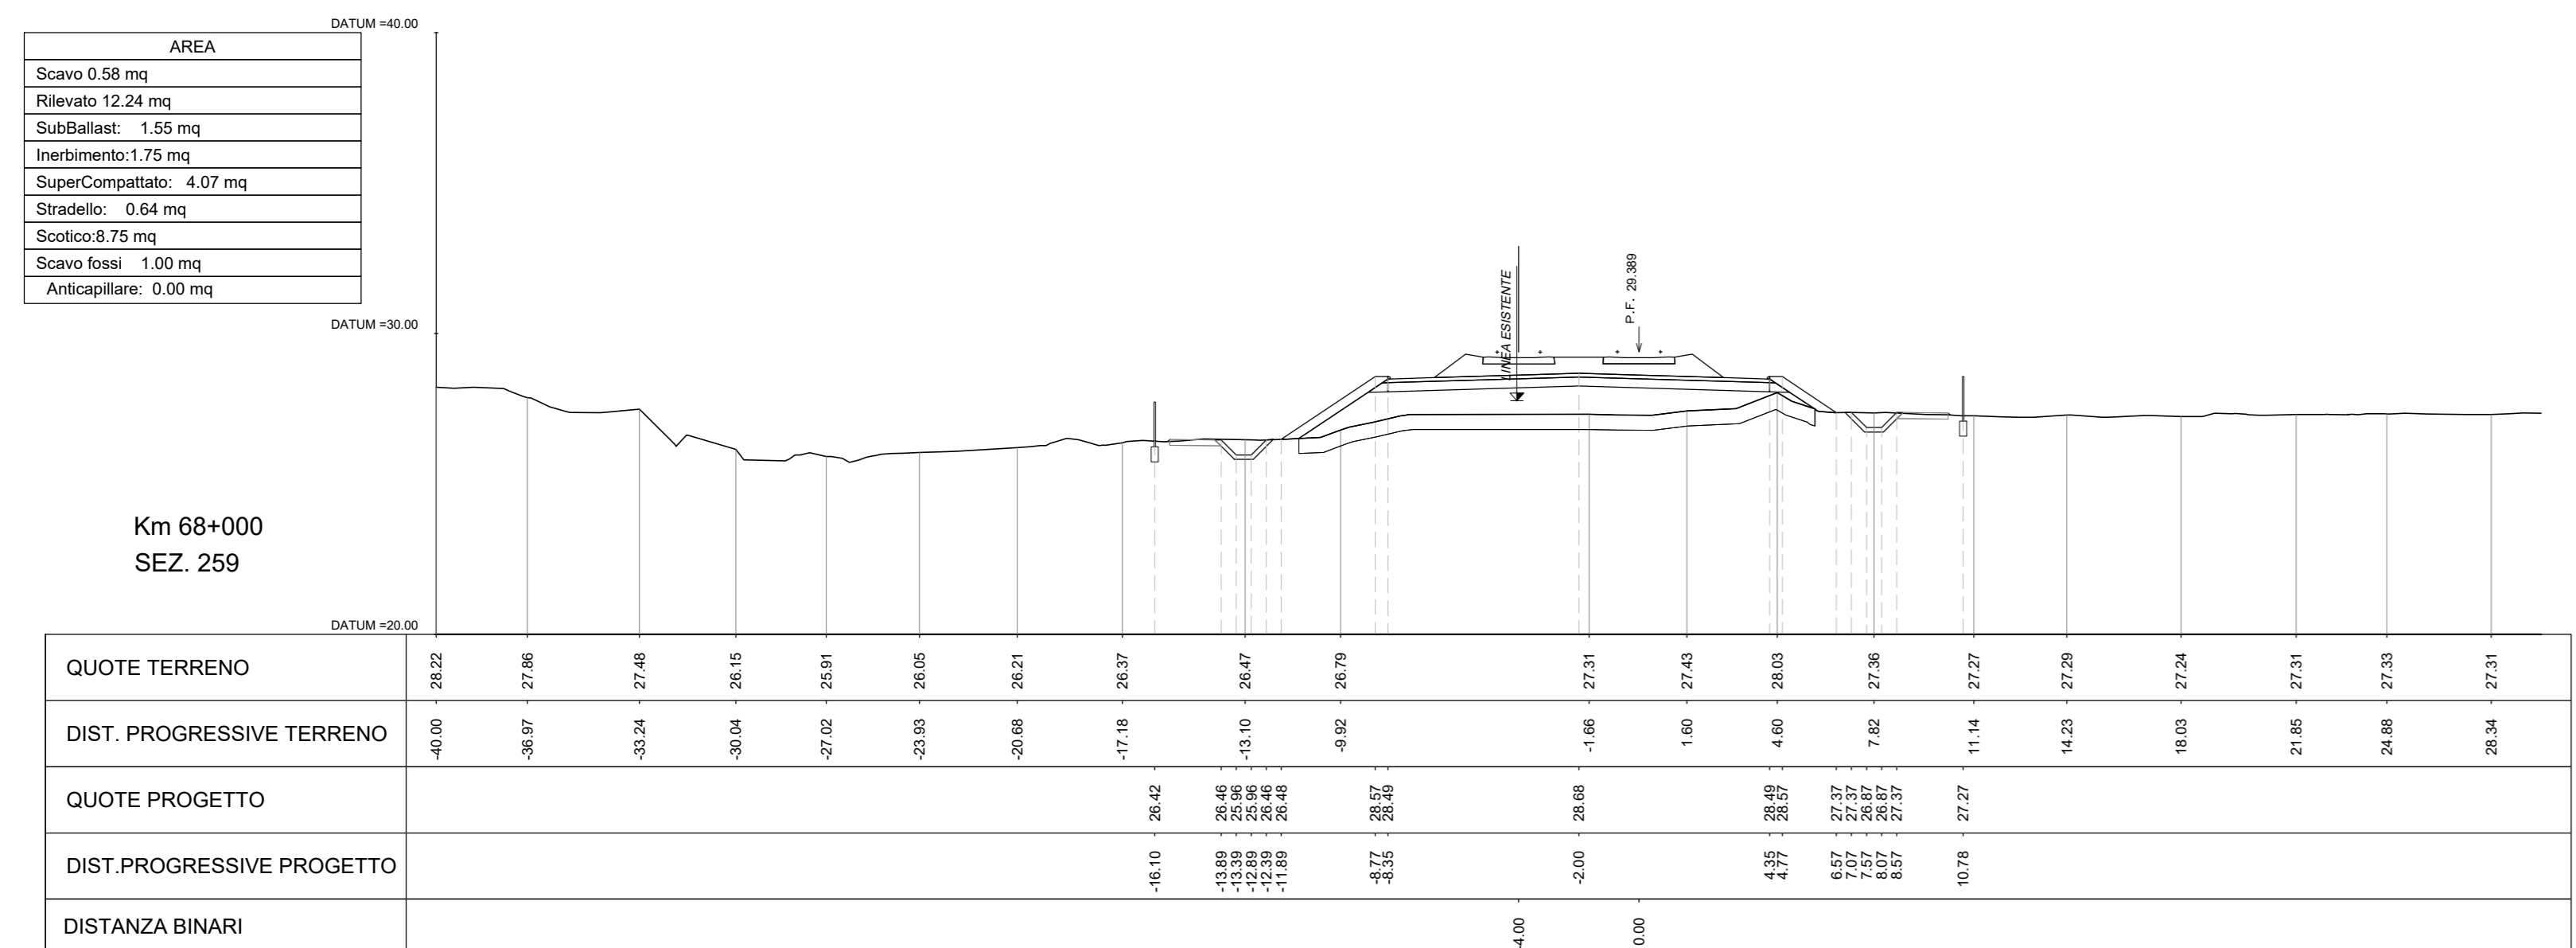 DATUM =40.00
AREA
Scavo 0.58 mq
Rilevato 12.24 mq
SubBallast: 1.55 mq
Inerbimento:1.75 mq
SuperCompattato: 4.07 mq
Stradello: 0.64 mq
Scotico:8.75 mq
Scavo fossi 1.00 mq
Anticapillare: 0.00 mq
DATUM =30.00
LINEA ESISTENTE
P.F. 29.389
Km 68+000
SEZ. 259
DATUM =20.00
QUOTE TERRENO 28.22 27.86 27.48 26.15 25.91 26.05 26.21 26.37 26.47 26.79 27.31 27.43 28.03 27.36 27.27 27.29 27.24 27.31 27.33 27.31
DIST. PROGRESSIVE TERRENO -40.00 -36.97 -33.24 -30.04 -27.02 -23.93 -20.68 -17.18 -13.10 -9.92 -1.66 1.60 4.60 7.82 11.14 14.23 18.03 21.85 24.88 28.34
QUOTE PROGETTO 26.42 26.46 25.96 25.96 26.46 26.48 28.57 28.49 28.68 28.49 28.57 27.37 27.37 26.87 26.87 27.37 27.27
DIST.PROGRESSIVE PROGETTO -16.10 -13.89 -13.39 -12.89 -12.39 -11.89 -8.77 -8.35 -2.00 4.35 4.77 6.57 7.07 7.57 8.07 8.57 10.78
DISTANZA BINARI -4.00 0.00